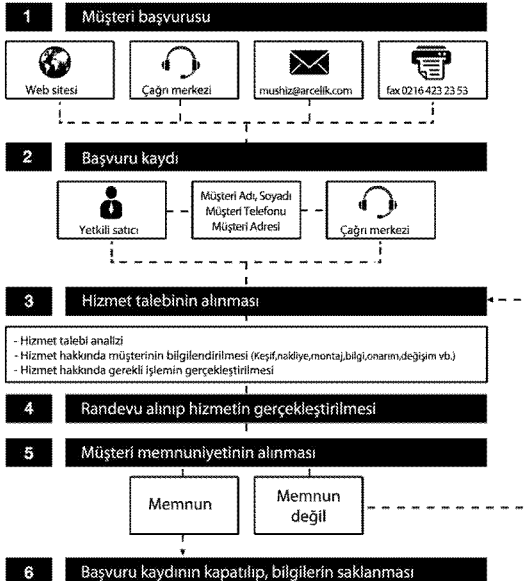 1 Müşteri başvurusu
Web sitesi
Çağrı merkezi
mushiz@arcelik.com
fax 0216 423 23 53
2 Başvuru kaydı
Yetkili satıcı
Müşteri Adı, Soyadı
Müşteri Telefonu
Müşteri Adresi
Çağrı merkezi
3 Hizmet talebinin alınması
- Hizmet talebi analizi
- Hizmet hakkında müşterinin bilgilendirilmesi (Keşif,nakliye,montaj,bilgi,onarım,değişim vb.)
- Hizmet hakkında gerekli işlemin gerçekleştirilmesi
4 Randevu alınıp hizmetin gerçekleştirilmesi
5 Müşteri memnuniyetinin alınması
Memnun
Memnun
değil
6 Başvuru kaydının kapatılıp, bilgilerin saklanması